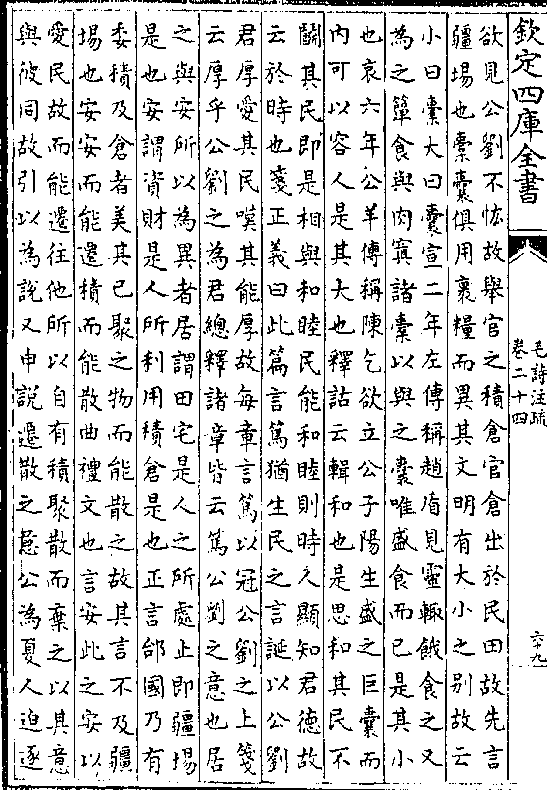 欽定四庫全書
毛詩注疏
卷二十四
六十九
欲見公劉不恡故舉官之積倉官倉出於民田故先言
疆埸也橐囊俱用裹糧而異其文明有大小之别故云
小曰橐大曰囊宣二年左傳稱趙盾見靈輒餓食之又
為之簞食與肉寘諸橐以與之橐唯盛食而已是其小
也哀六年公羊傳稱陳乞欲立公子陽生盛之巨囊而
内可以容人是其大也釋詁云輯和也是思和其民不
鬬其民即是相與和睦民能和睦則時人顯知君德故
云於時也箋正義曰此篇言篤猶生民之言誕以公劉
君厚愛其民嘆其能厚故每章言篤以冠公劉之上箋
云厚乎公劉之為君總釋諸章皆云篤公劉之意也居
之與安所以為異者居謂田宅是人之所處止即疆埸
是也安謂資財是人所利用積倉是也正言邰國乃有
委積及倉者美其已聚之物而能散之故其言不及疆
埸也安安而能遷積而能散曲禮文也言安此之安以
愛民故而能遷往他所以自有積聚散而棄之以其意
與彼同故引以為說又申説遷散之意公為夏人迫逐